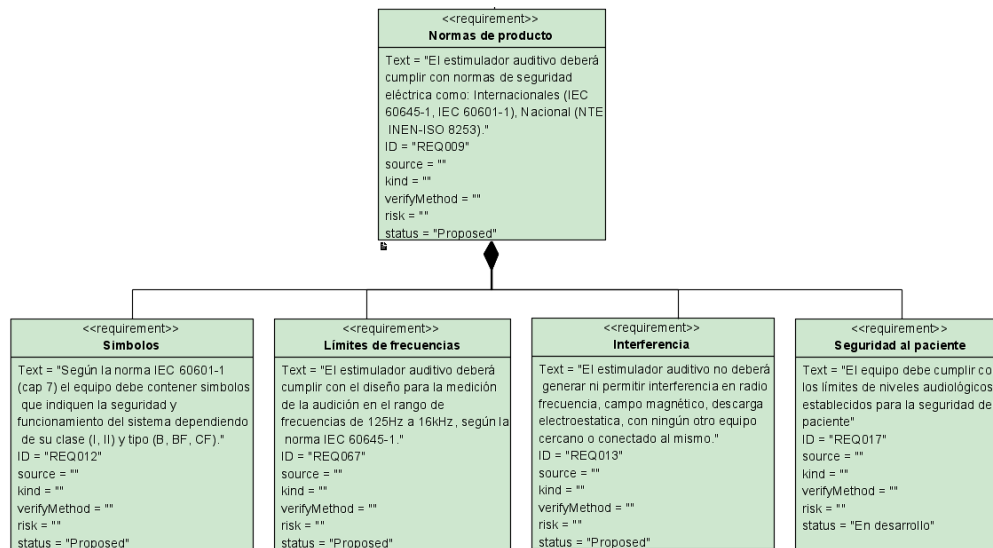 <<requirement>>
Normas de producto
Text = "El estimulador auditivo deberá
cumplir con normas de seguridad
eléctrica como: Internacionales (IEC
60645-1, IEC 60601-1), Nacional (NTE
INEN-ISO 8253)."
ID = "REQ009"
source = ""
kind = ""
verifyMethod = ""
risk = ""
status = "Proposed"
<<requirement>>
Simbolos
Text = "Según la norma IEC 60601-1
(cap 7) el equipo debe contener simbolos
que indiquen la seguridad y
funcionamiento del sistema dependiendo
de su clase (I, II) y tipo (B, BF, CF)."
ID = "REQ012"
source = ""
kind = ""
verifyMethod = ""
risk = ""
status = "Proposed"
<<requirement>>
Límites de frecuencias
Text = "El estimulador auditivo deberá
cumplir con el diseño para la medición
de la audición en el rango de
frecuencias de 125Hz a 16kHz, según la
norma IEC 60645-1."
ID = "REQ067"
source = ""
kind = ""
verifyMethod = ""
risk = ""
status = "Proposed"
<<requirement>>
Interferencia
Text = "El estimulador auditivo no deberá
generar ni permitir interferencia en radio
frecuencia, campo magnético, descarga
electroestatica, con ningún otro equipo
cercano o conectado al mismo."
ID = "REQ013"
source = ""
kind = ""
verifyMethod = ""
risk = ""
status = "Proposed"
<<requirement>>
Seguridad al paciente
Text = "El equipo debe cumplir co
los límites de niveles audiológicos
establecidos para la seguridad de
paciente"
ID = "REQ017"
source = ""
kind = ""
verifyMethod = ""
risk = ""
status = "En desarrollo"